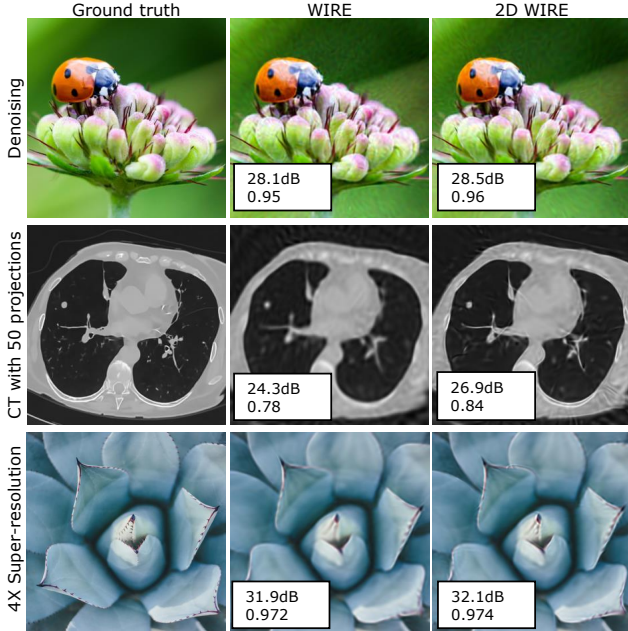 Ground truth
WIRE
2D WIRE
Denoising
28.1dB
0.95
28.5dB
0.96
CT with 50 projections
24.3dB
0.78
26.9dB
0.84
4X Super-resolution
31.9dB
0.972
32.1dB
0.974